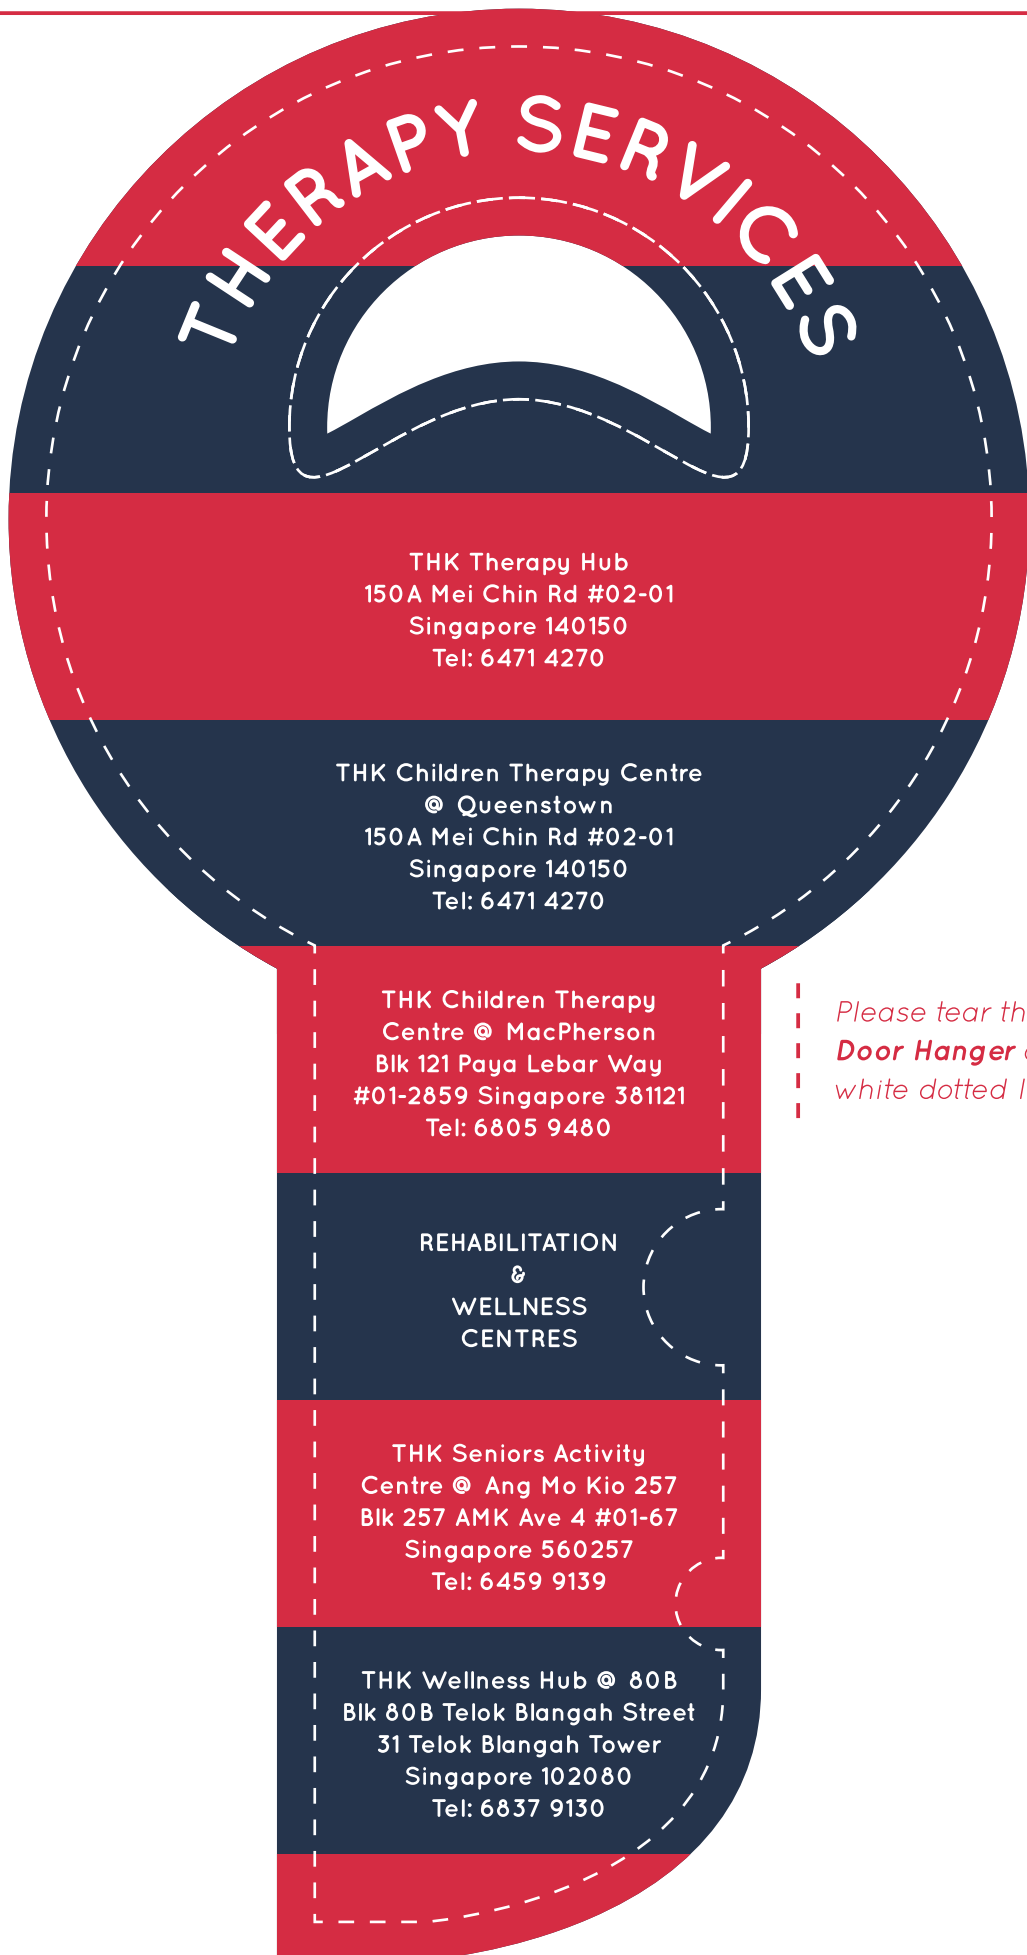 THERAPY SERVICES
THK Therapy Hub
150A Mei Chin Rd #02-01
Singapore 140150
Tel: 6471 4270
THK Children Therapy Centre
@ Queenstown
150A Mei Chin Rd #02-01
Singapore 140150
Tel: 6471 4270
THK Children Therapy
Centre @ MacPherson
Blk 121 Paya Lebar Way
#01-2859 Singapore 381121
Tel: 6805 9480
Please tear
Door Hanger
white dotted
REHABILITATION
&
WELLNESS
CENTRES
THK Seniors Activity
Centre @ Ang Mo Kio 257
Blk 257 AMK Ave 4 #01-67
Singapore 560257
Tel: 6459 9139
THK Wellness Hub @ 80B
Blk 80B Telok Blangah Street
31 Telok Blangah Tower
Singapore 102080
Tel: 6837 9130